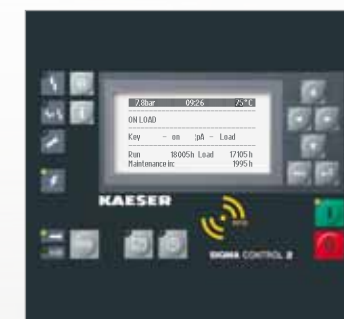 7.8bar 09:26 75°C
ON LOAD
Key - on :pA - Load
Run 18005h Load 17105h
Maintenance in: 1995h
KAESER
SIGMA CONTROL 2
I
0